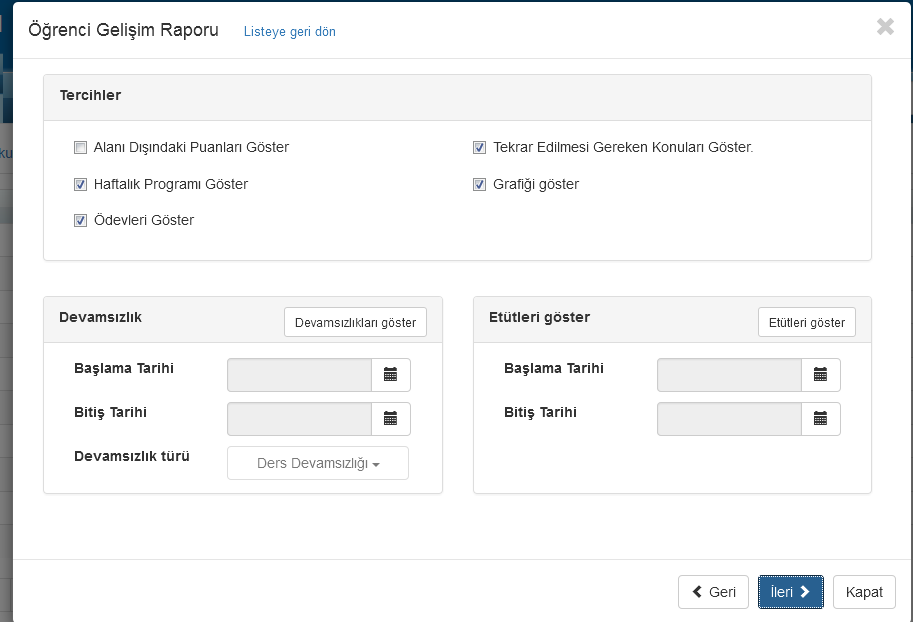 Öğrenci Gelişim Raporu Listeye geri dön
Tercihler
Alanı Dışındaki Puanları Göster
Tekrar Edilmesi Gereken Konuları Göster.
Haftalık Programı Göster
Grafiği göster
Ödevleri Göster
Devamsızlık
Devamsızlıkları göster
Başlama Tarihi
Bitiş Tarihi
Devamsızlık türü
Ders Devamsızlığı
Etütleri göster
Etütleri göster
Başlama Tarihi
Bitiş Tarihi
Geri
İleri
Kapat